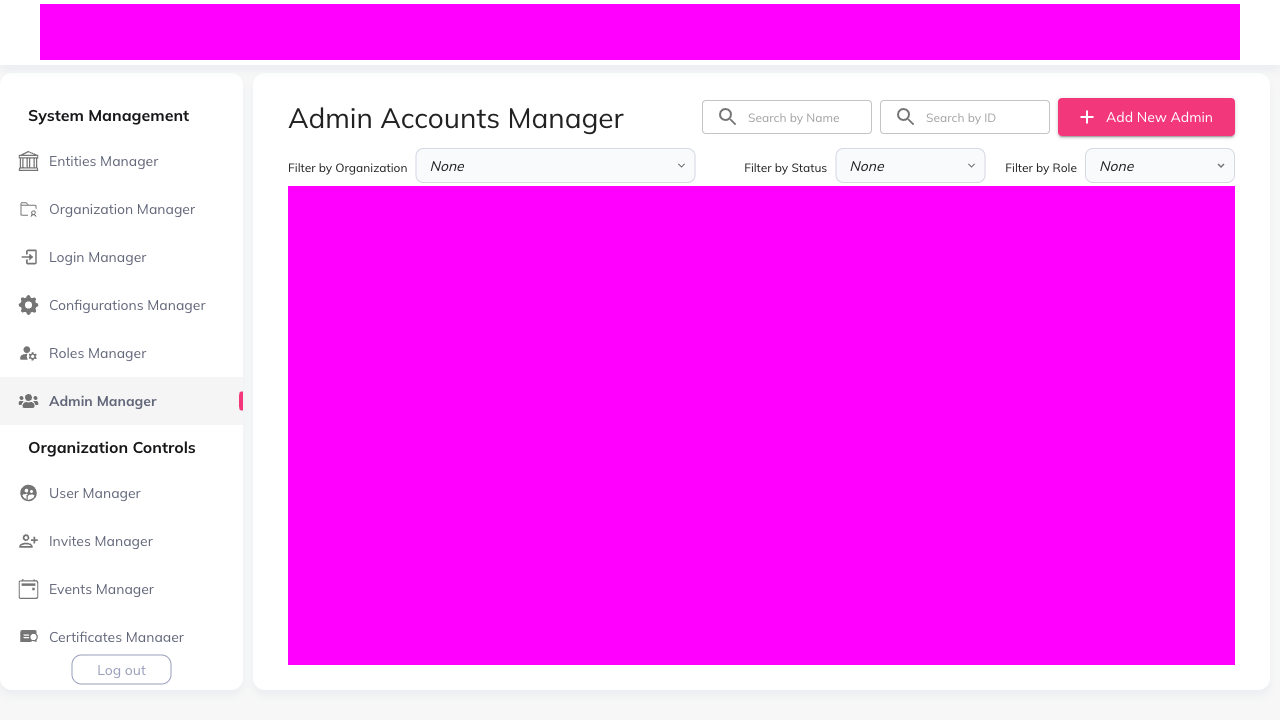 System Management
Entities Manager
Organization Manager
Login Manager
Configurations Manager
Roles Manager
Admin Manager
Organization Controls
User Manager
Invites Manager
Events Manager
Certificates Manager
Log out
Admin Accounts Manager
Search by Name
Search by ID
Add New Admin
Filter by Organization
None
Filter by Status
None
Filter by Role
None